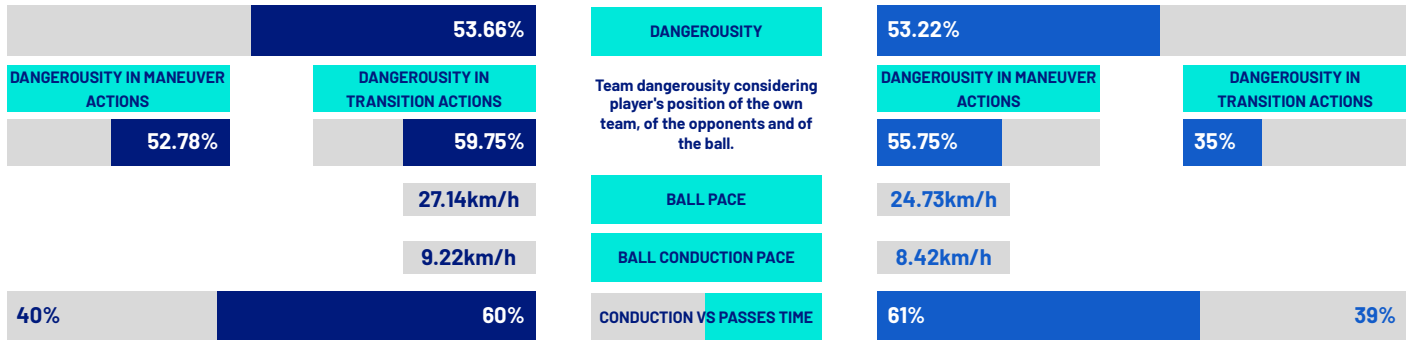 53.66%
DANGEROUSITY
53.22%
DANGEROUSITY IN MANEUVER
ACTIONS
DANGEROUSITY IN
TRANSITION ACTIONS
Team dangerousity considering
player's position of the own
team, of the opponents and of
the ball.
DANGEROUSITY IN MANEUVER
ACTIONS
DANGEROUSITY IN
TRANSITION ACTIONS
52.78%
59.75%
55.75%
35%
27.14km/h
BALL PACE
24.73km/h
9.22km/h
BALL CONDUCTION PACE
8.42km/h
40%
60%
CONDUCTION VS PASSES TIME
61%
39%